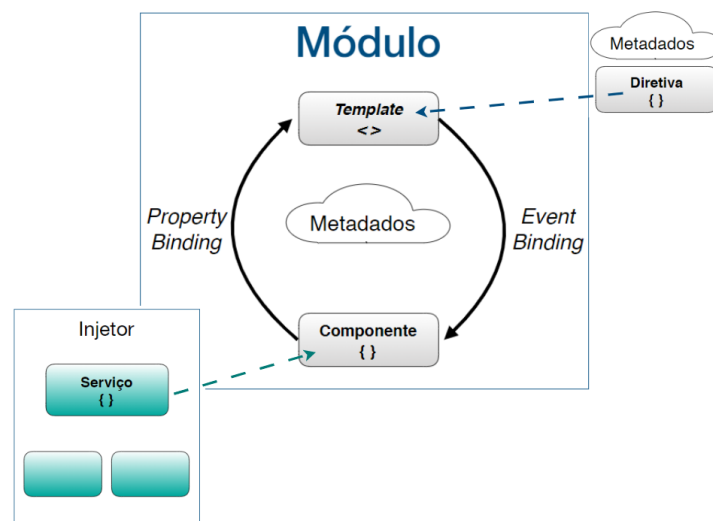 Módulo
Metadados
Diretiva
{ }
Template
<>
Property
Binding
Metadados
Event
Binding
Injetor
Componente
{ }
Serviço
{ }